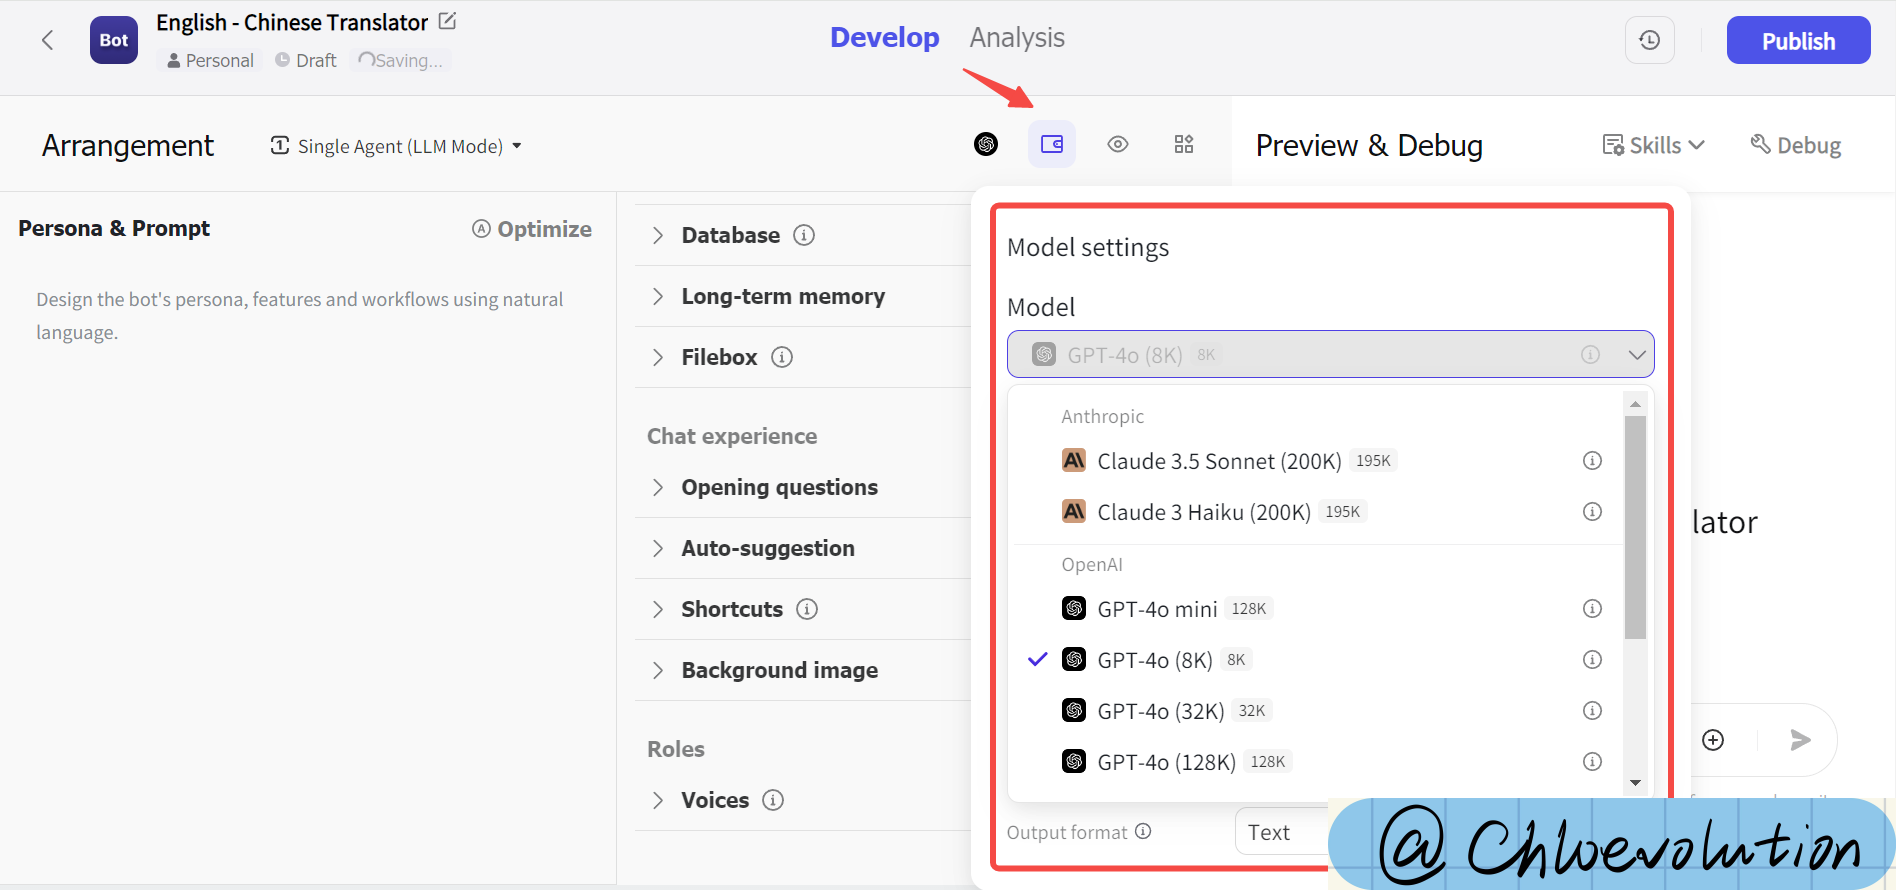 English - Chinese Translator
Bot
Personal
Draft
Saving...
Develop
Analysis
Publish
Arrangement
1 Single Agent (LLM Mode)
Preview & Debug
Skills
Debug
Persona & Prompt
A Optimize
Design the bot's persona, features and workflows using natural
language.
Database
Long-term memory
Filebox
Chat experience
Opening questions
Auto-suggestion
Shortcuts
Background image
Roles
Voices
Model settings
Model
GPT-4o (8K) 8K
Anthropic
Claude 3.5 Sonnet (200K) 195K
Claude 3 Haiku (200K) 195K
OpenAI
GPT-4o mini 128K
GPT-4o (8K) 8K
GPT-4o (32K) 32K
GPT-4o (128K) 128K
Output format
Text
lator
@Chloevolution